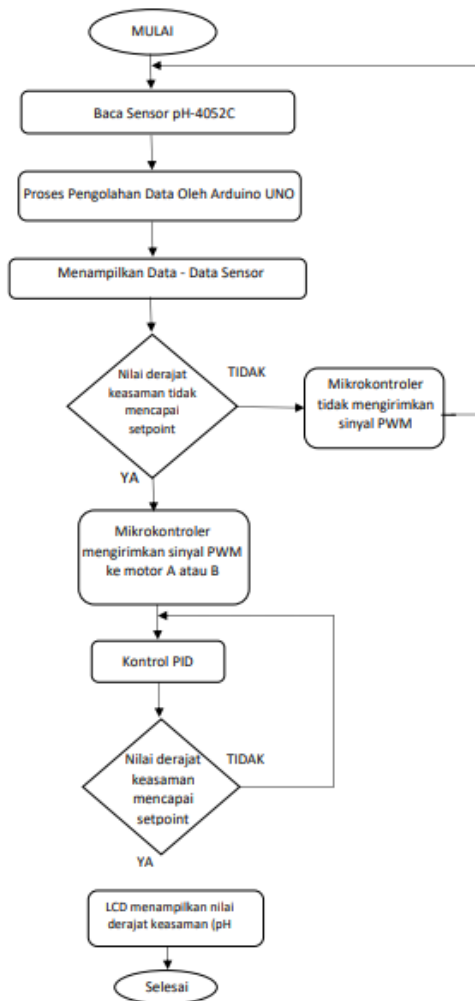 MULAI
Baca Sensor pH-4052C
Proses Pengolahan Data Oleh Arduino UNO
Menampilkan Data - Data Sensor
Nilai derajat
keasaman tidak
mencapai
setpoint
TIDAK
Mikrokontroler
tidak mengirimkan
sinyal PWM
YA
Mikrokontroler
mengirimkan sinyal PWM
ke motor A atau B
Kontrol PID
Nilai derajat
keasaman
mencapai
setpoint
TIDAK
YA
LCD menampilkan nilai
derajat keasaman (pH
Selesai